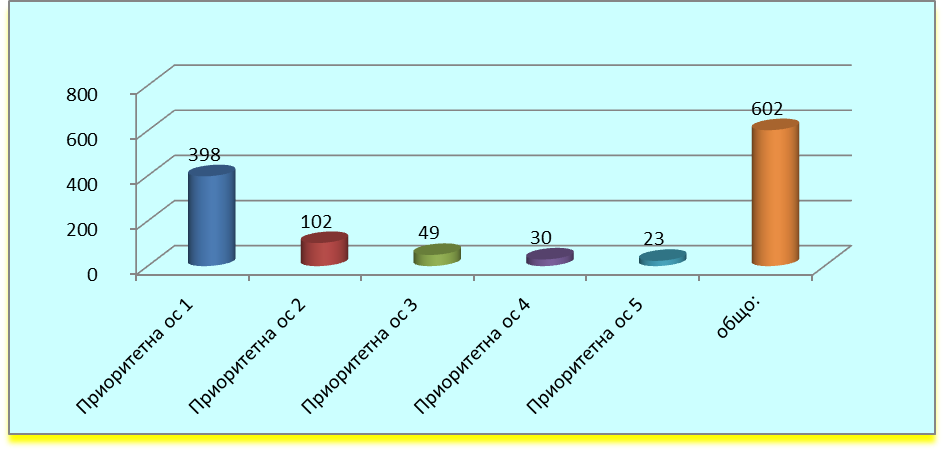 800
600
400
200
0
398
102
49
30
23
602
Приоритетна ос 1
Приоритетна ос 2
Приоритетна ос 3
Приоритетна ос 4
Приоритетна ос 5
общо: